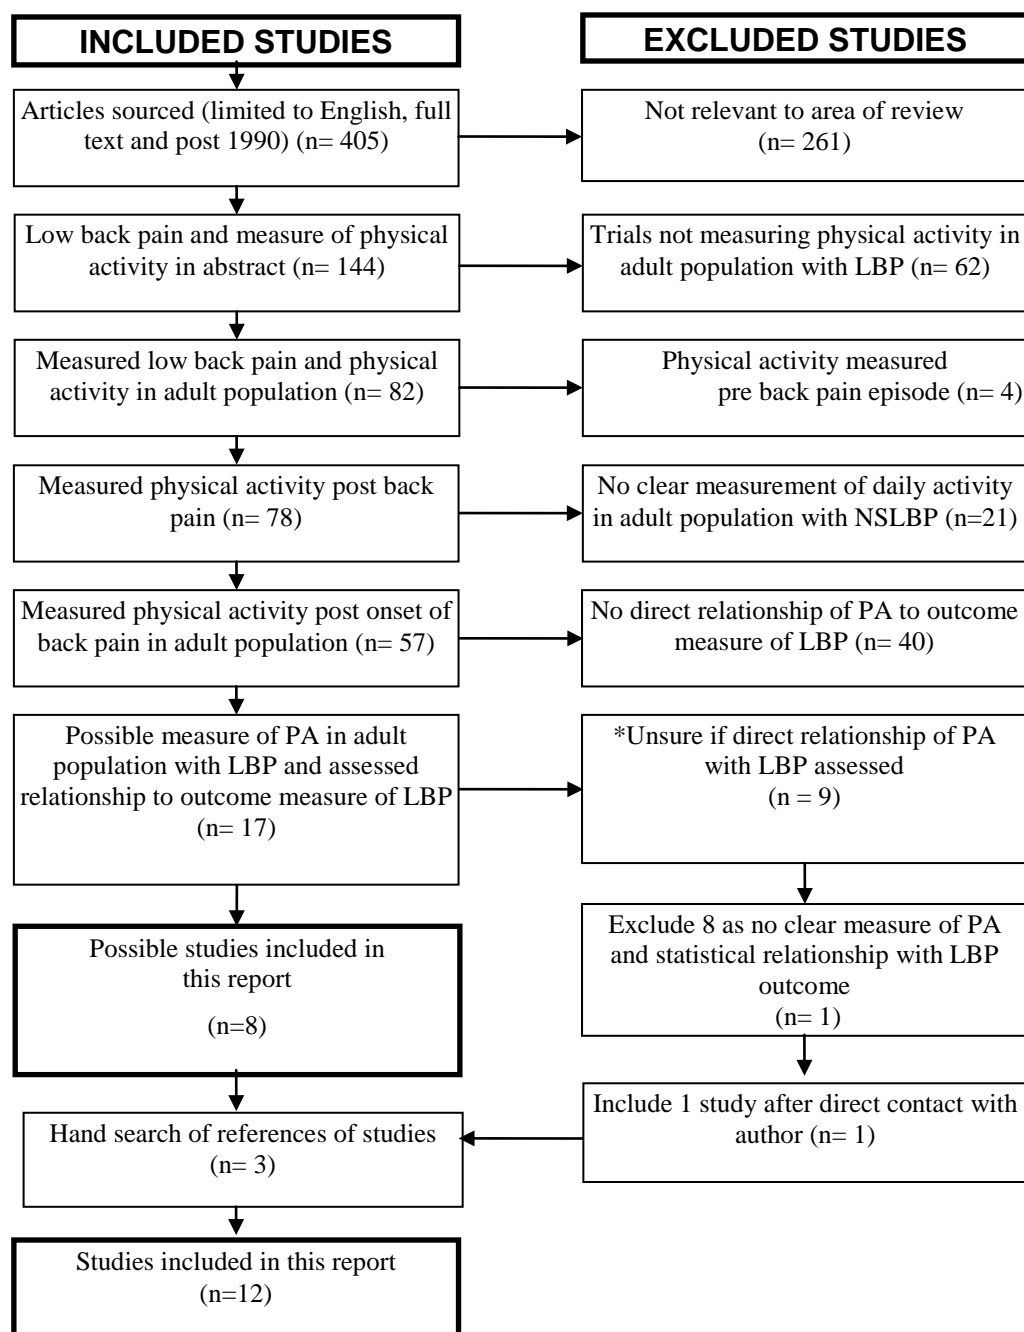 INCLUDED STUDIES
EXCLUDED STUDIES
Articles sourced (limited to English, full
text and post 1990) (n= 405)
Not relevant to area of review
(n= 261)
Low back pain and measure of physical
activity in abstract (n= 144)
Trials not measuring physical activity in
adult population with LBP (n= 62)
Measured low back pain and physical
activity in adult population (n= 82)
Physical activity measured
pre back pain episode (n= 4)
Measured physical activity post back
pain (n= 78)
No clear measurement of daily activity
in adult population with NSLBP (n=21)
Measured physical activity post onset of
back pain in adult population (n= 57)
No direct relationship of PA to outcome
measure of LBP (n= 40)
Possible measure of PA in adult
population with LBP and assessed
relationship to outcome measure of LBP
(n= 17)
*Unsure if direct relationship of PA
with LBP assessed
(n = 9)
Possible studies included in
this report
(n=8)
Exclude 8 as no clear measure of PA
and statistical relationship with LBP
outcome
(n= 1)
Include 1 study after direct contact with
author (n= 1)
Hand search of references of studies
(n= 3)
Studies included in this report
(n=12)